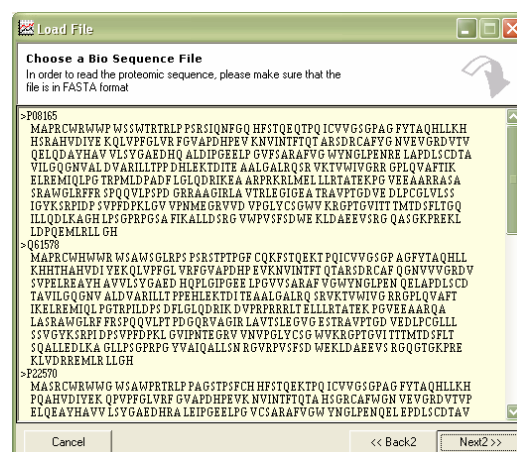 Load File
Choose a Bio Sequence File
In order to read the proteomic sequence, please make sure that the
file is in FASTA format
>P08165
MAPRCWRWWP WSSWTRTRLP PSRSIQNFGQ HFSTQEQTPQ ICVVGSGPAG FYTAQHLLKH
HSRAHVDIYE KQLVPFGLVR FGVAPDHPEV KNVINTFTQT ARSDRCAFYG NVEVGRDVTV
QELQDAYHAV VLSYGAEDHQ ALDIPGEELP GVFSARAFVG WYNGLPENRE LAPDLSCDTA
VILGQGNVAL DVARILLTPP DHLEKTDITE AALGALRQSR VKTVWIVGRR GPLQVAFTIK
ELREMIQLPG TRPMLDPADF LGLQDRIKEA ARPRKRLMEL LLRTATEKPG VEEAARRASA
SRAWGLRFFR SPQQVLPSPD GRRAAGIRLA VTRLEGIGEA TRAVPTGDVE DLPCGLVLSS
IGYKSRPIDP SVPFDPKLGV VPNMEGRVVD VPGLYCSGWV KRGPTGVITT TMTDSFLTGQ
ILLQDLKAGH LPSGPRPGSA FIKALLDSRG VWPVSFSDWE KLDAEEVSRG QASGKPREKL
LDPQEMLRLL GH
>Q61578
MAPRCWHWWR WSAWSGLRPS PSRSTPTPGF CQKFSTQEKT PQICVVGSGP AGFYTAQHLL
KHHTHAHVDI YEKQLVPFGL VRFGVAPDHP EVKNVINTFT QTARSDRCAF QGNVVVGRDV
SVPELREAYH AVVLSYGAED HQPLGIPGEE LPGVVSARAF VGWYNGLPEN QELAPDLSCD
TAVILGQGNV ALDVARILLT PPEHLEKTDI TEAALGALRQ SRVKTVWIVG RRGPLQVAFT
IKELREMIQL PGTRPILDPS DFLGLQDRIK DVPRPRRRLT ELLLRTATEK PGVEEAARQA
LASRAWGLRF FRSPQQVLPT PDGQRVAGIR LAVTSLEGVG ESTRAVPTGD VEDLPCGLLL
SSVGYKSRPI DPSVPFDPKL GVIPNTEGRV VNVPGLYCSG WVKRGPTGVI TTTMTDSFLT
SQALLEDLKA GLLPSGPRPG YVAIQALLSN RGVRPVSFSD WEKLDAEEVS RGQGTGKPRE
KLVDRREMLR LLGH
>P22570
MASRCWRWWG WSAWPRTRLP PAGSTPSFCH HFSTQEKTPQ ICVVGSGPAG FYTAQHLLKH
PQAHVDIYEK QPVPFGLVRF GVAPDHPEVK NVINTFTQTA HSGRCAFWGN VEVGRDVTVP
ELQEAYHAVV LSYGAEDHRA LEIPGEELPG VCSARAFVGW YNGLPENQEL EPDLSCDTAV
Cancel
<< Back2
Next2 >>